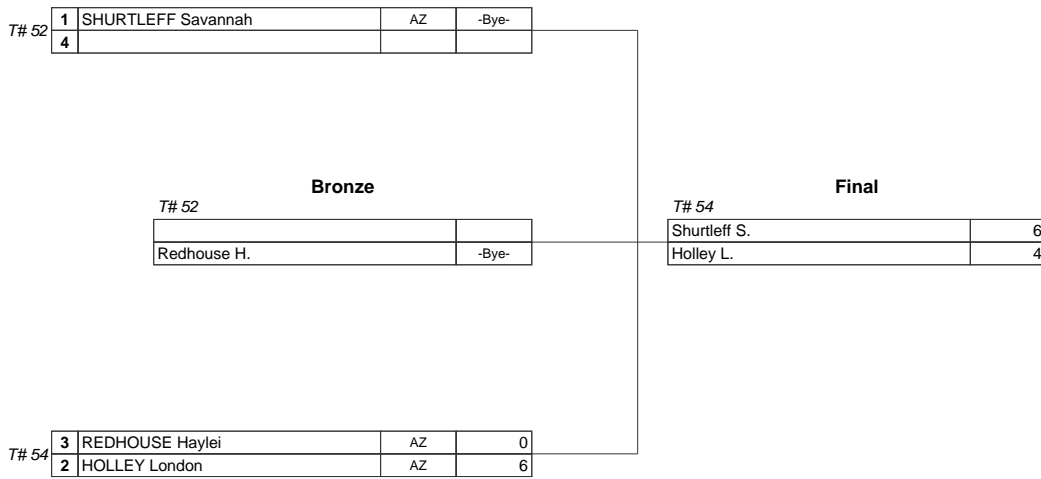 T# 52
1 SHURTLEFF Savannah AZ -Bye-
4
Bronze
T# 52
Redhouse H. -Bye-
Final
T# 54
Shurtleff S. 6
Holley L. 4
T# 54
3 REDHOUSE Haylei AZ 0
2 HOLLEY London AZ 6